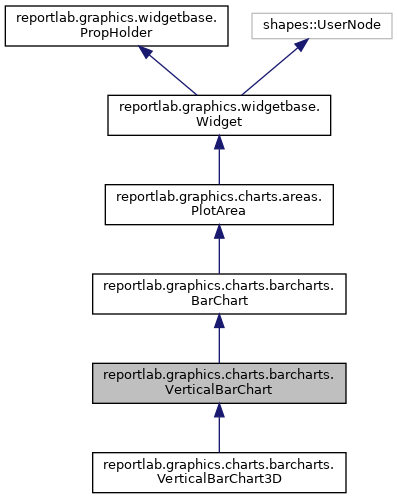 reportlab.graphics.widgetbase.
PropHolder
shapes::UserNode
reportlab.graphics.widgetbase.
Widget
reportlab.graphics.charts.areas.
PlotArea
reportlab.graphics.charts.barcharts.
BarChart
reportlab.graphics.charts.barcharts.
VerticalBarChart
reportlab.graphics.charts.barcharts.
VerticalBarChart3D